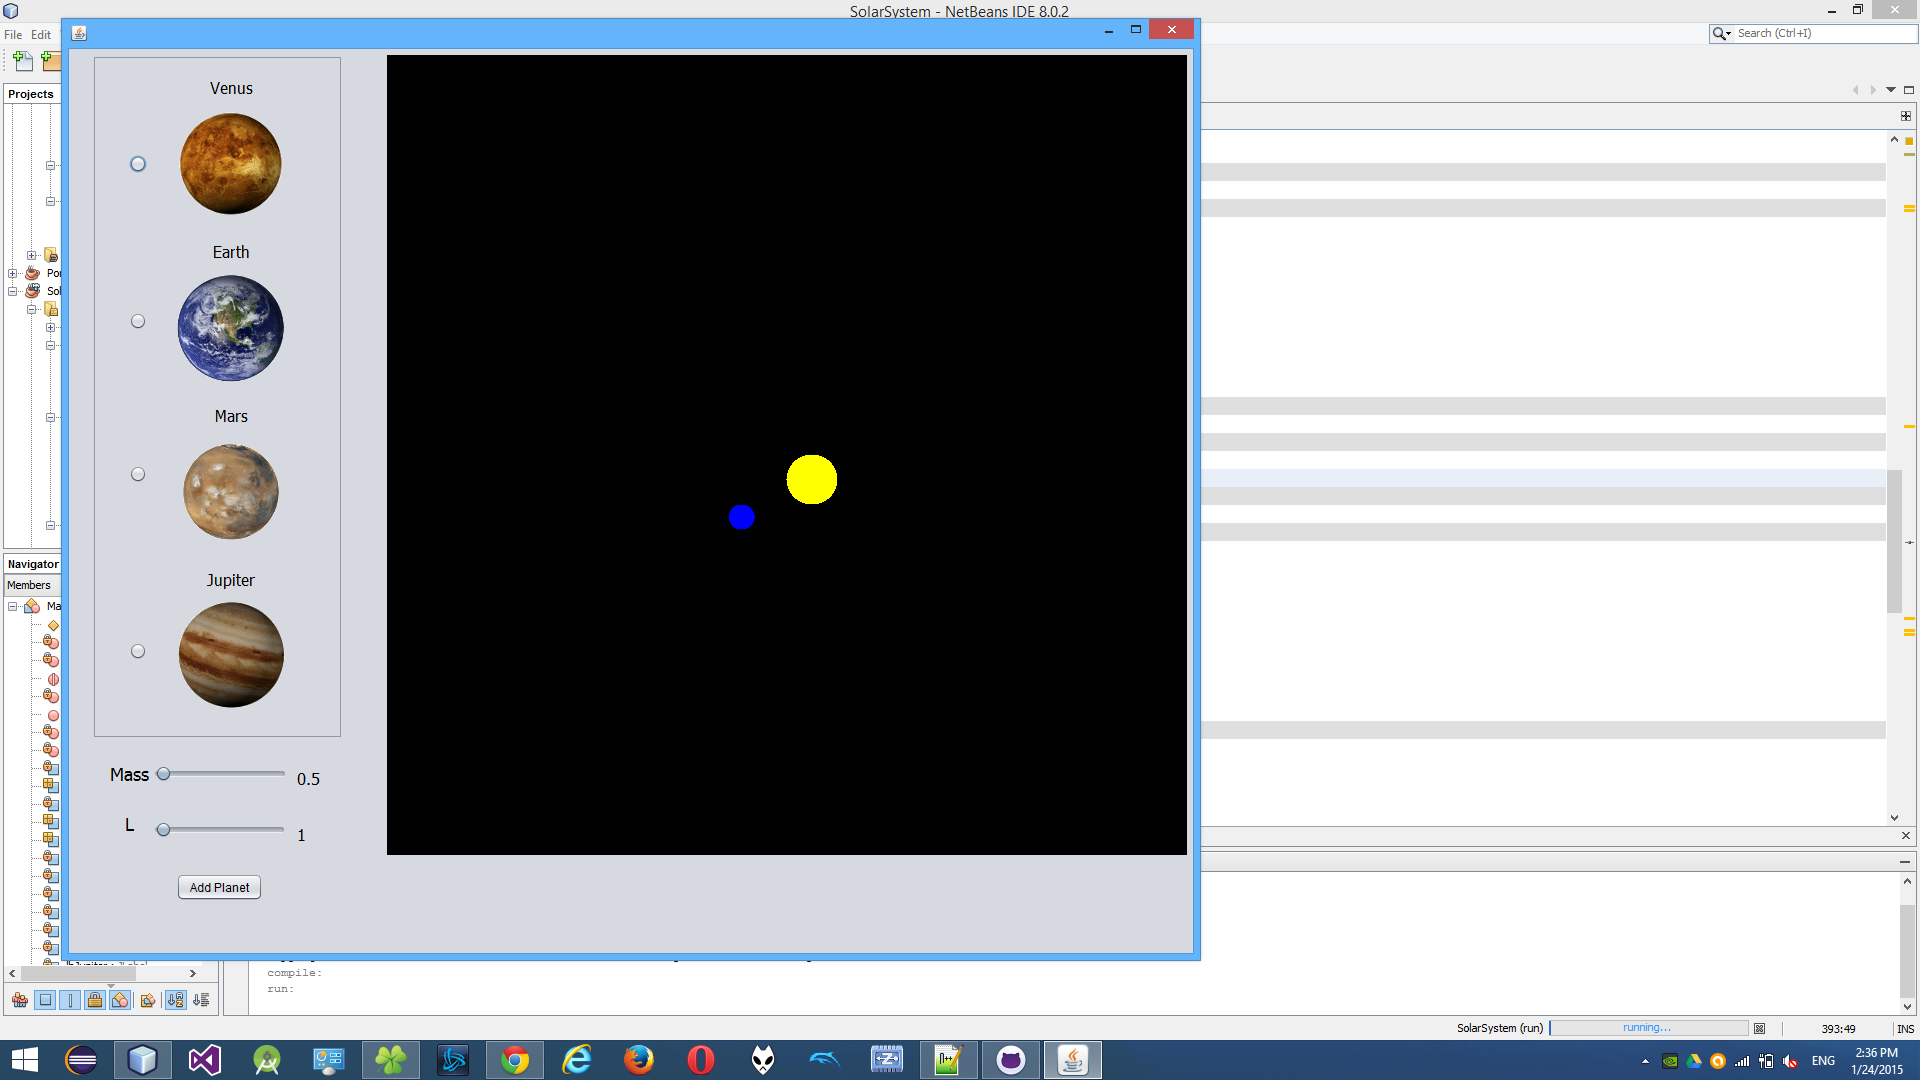 SolarSystem - NetBeans IDE 8.0.2
File Edit
Search (Ctrl+I)
Projects
Venus
Earth
Mars
Jupiter
Mass 0.5
L 1
Add Planet
Por
Sol
Navigator
Members
Ma
compile:
run:
SolarSystem (run) running... 393:49 INS
ENG
2:36 PM
1/24/2015